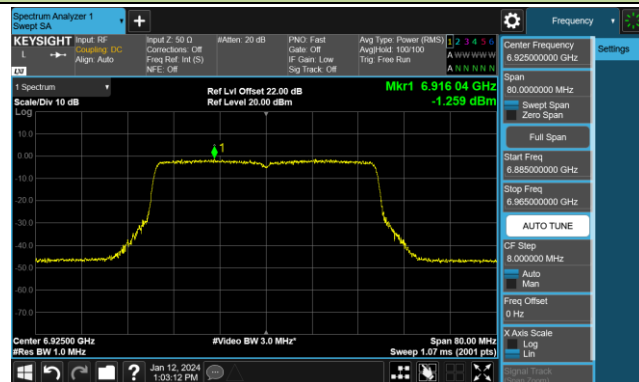 Spectrum Analyzer 1
Swept SA
Frequency
KEYSIGHT
L
Input: RF
Coupling: DC
Align: Auto
Input Z: 50 Ω
Corrections: Off
Freq Ref: Int (S)
NFE: Off
#Atten: 20 dB
PNO: Fast
Gate: Off
IF Gain: Low
Sig Track: Off
Avg Type: Power (RMS)
Avg|Hold: 100/100
Trig: Free Run
1 2 3 4 5 6
A W W W W W
A N N N N N
LXI
1 Spectrum
Scale/Div 10 dB
Log
Ref Lvl Offset 22.00 dB
Ref Level 20.00 dBm
Mkr1 6.916 04 GHz
-1.259 dBm
1
10.0
0.00
-10.0
-20.0
-30.0
-40.0
-50.0
-60.0
-70.0
Center 6.92500 GHz
#Res BW 1.0 MHz
#Video BW 3.0 MHz*
Span 80.00 MHz
Sweep 1.07 ms (2001 pts)
Jan 12, 2024
1:03:12 PM
Center Frequency
6.925000000 GHz
Settings
Span
80.0000000 MHz
Swept Span
Zero Span
Full Span
Start Freq
6.885000000 GHz
Stop Freq
6.965000000 GHz
AUTO TUNE
CF Step
8.000000 MHz
Auto
Man
Freq Offset
0 Hz
X Axis Scale
Log
Lin
Signal Track
(Span Zoom)